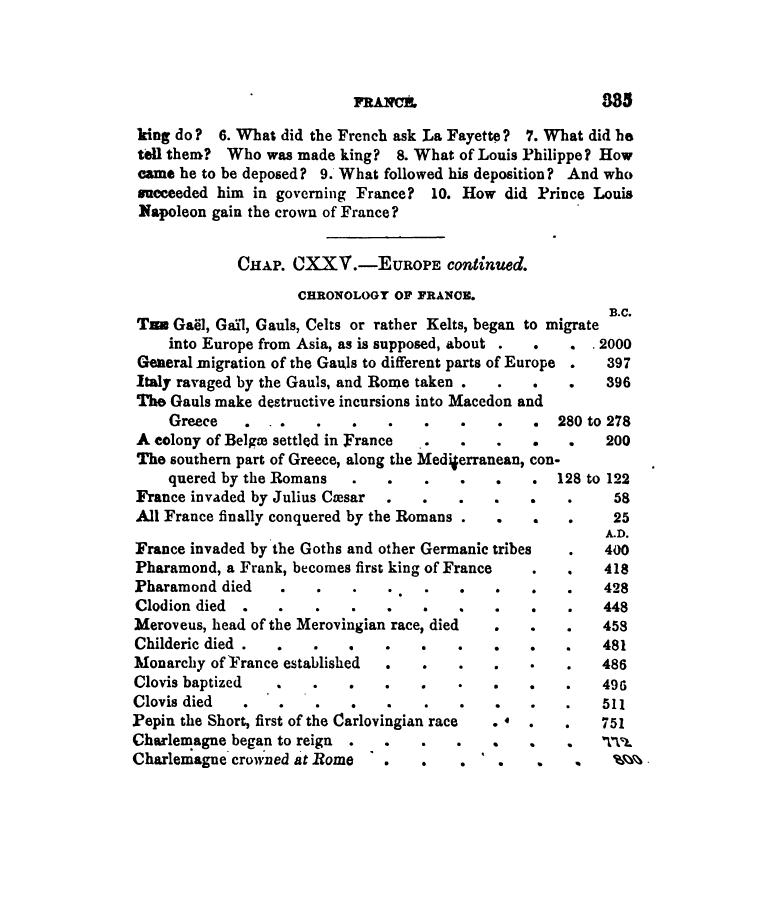 FRANCE. 335
king do? 6. What did the French ask La Fayette? 7. What did he
tell them? Who was made king? 8. What of Louis Philippe? How
came he to be deposed? 9. What followed his deposition? And who
succeeded him in governing France? 10. How did Prince Louis
Napoleon gain the crown of France?
CHAP. CXXV.—EUROPE continued.
CHRONOLOGY OF FRANCE.
B.C.
THE Gaël, Gaïl, Gauls, Celts or rather Kelts, began to migrate
into Europe from Asia, as is supposed, about . . . . 2000
General migration of the Gauls to different parts of Europe . 397
Italy ravaged by the Gauls, and Rome taken . . . . 396
The Gauls make destructive incursions into Macedon and
Greece . . . . . . . . . 280 to 278
A colony of Belgæ settled in France . . . . . 200
The southern part of Greece, along the Mediterranean, con-
quered by the Romans . . . . . . 128 to 122
France invaded by Julius Cæsar . . . . . . 58
All France finally conquered by the Romans . . . . 25
A.D.
France invaded by the Goths and other Germanic tribes . 400
Pharamond, a Frank, becomes first king of France . . 418
Pharamond died . . . . . . . . . 428
Clodion died . . . . . . . . . . 448
Meroveus, head of the Merovingian race, died . . . 458
Childeric died . . . . . . . . . . 481
Monarchy of France established . . . . . . 486
Clovis baptized . . . . . . . . . 496
Clovis died . . . . . . . . . . 511
Pepin the Short, first of the Carlovingian race . . . 751
Charlemagne began to reign . . . . . . . 772
Charlemagne crowned at Rome . . . . . . 800